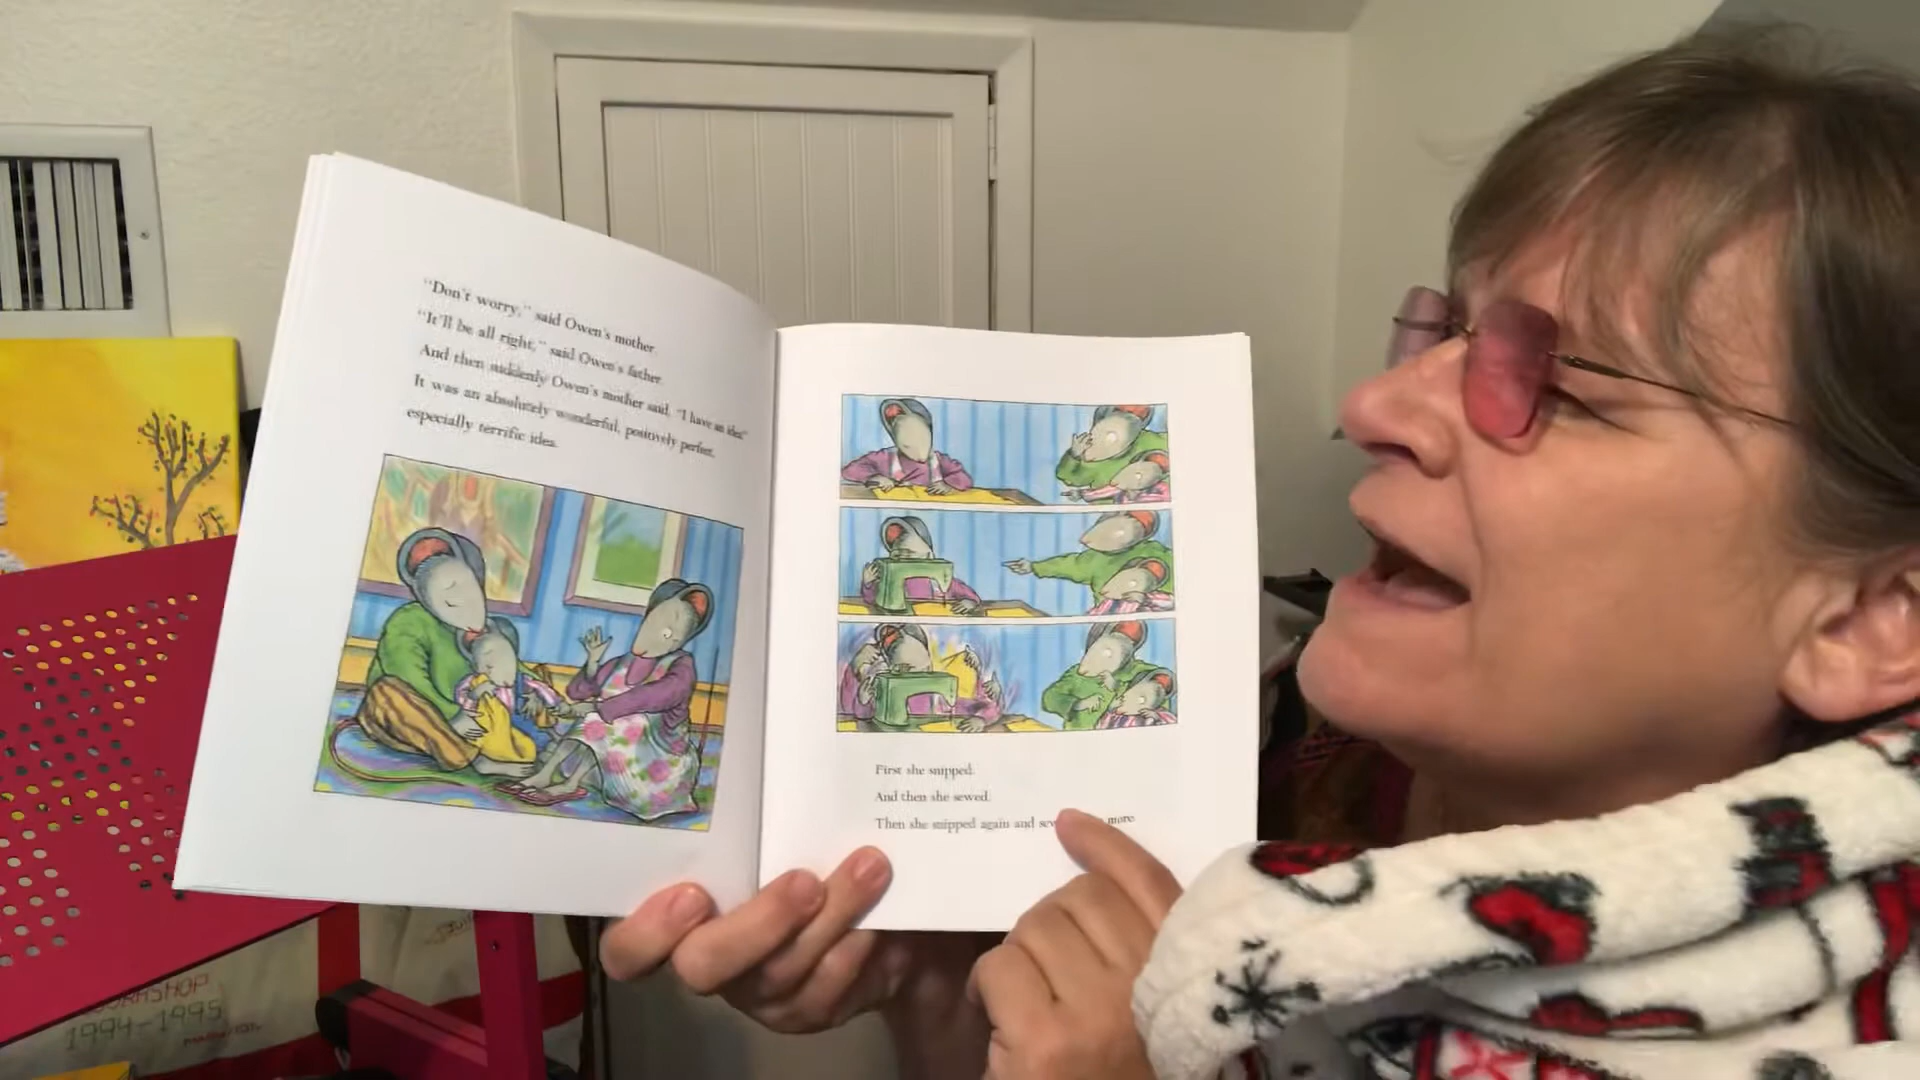 "Don't worry," said Owen's mother.
"It'll be all right," said Owen's father.
And then suddenly Owen's mother said, "I have an idea!"
It was an absolutely wonderful, positively perfect,
especially terrific idea.
First she snipped.
And then she sewed.
Then she snipped again and more.
WORKSHOP
1994-1995